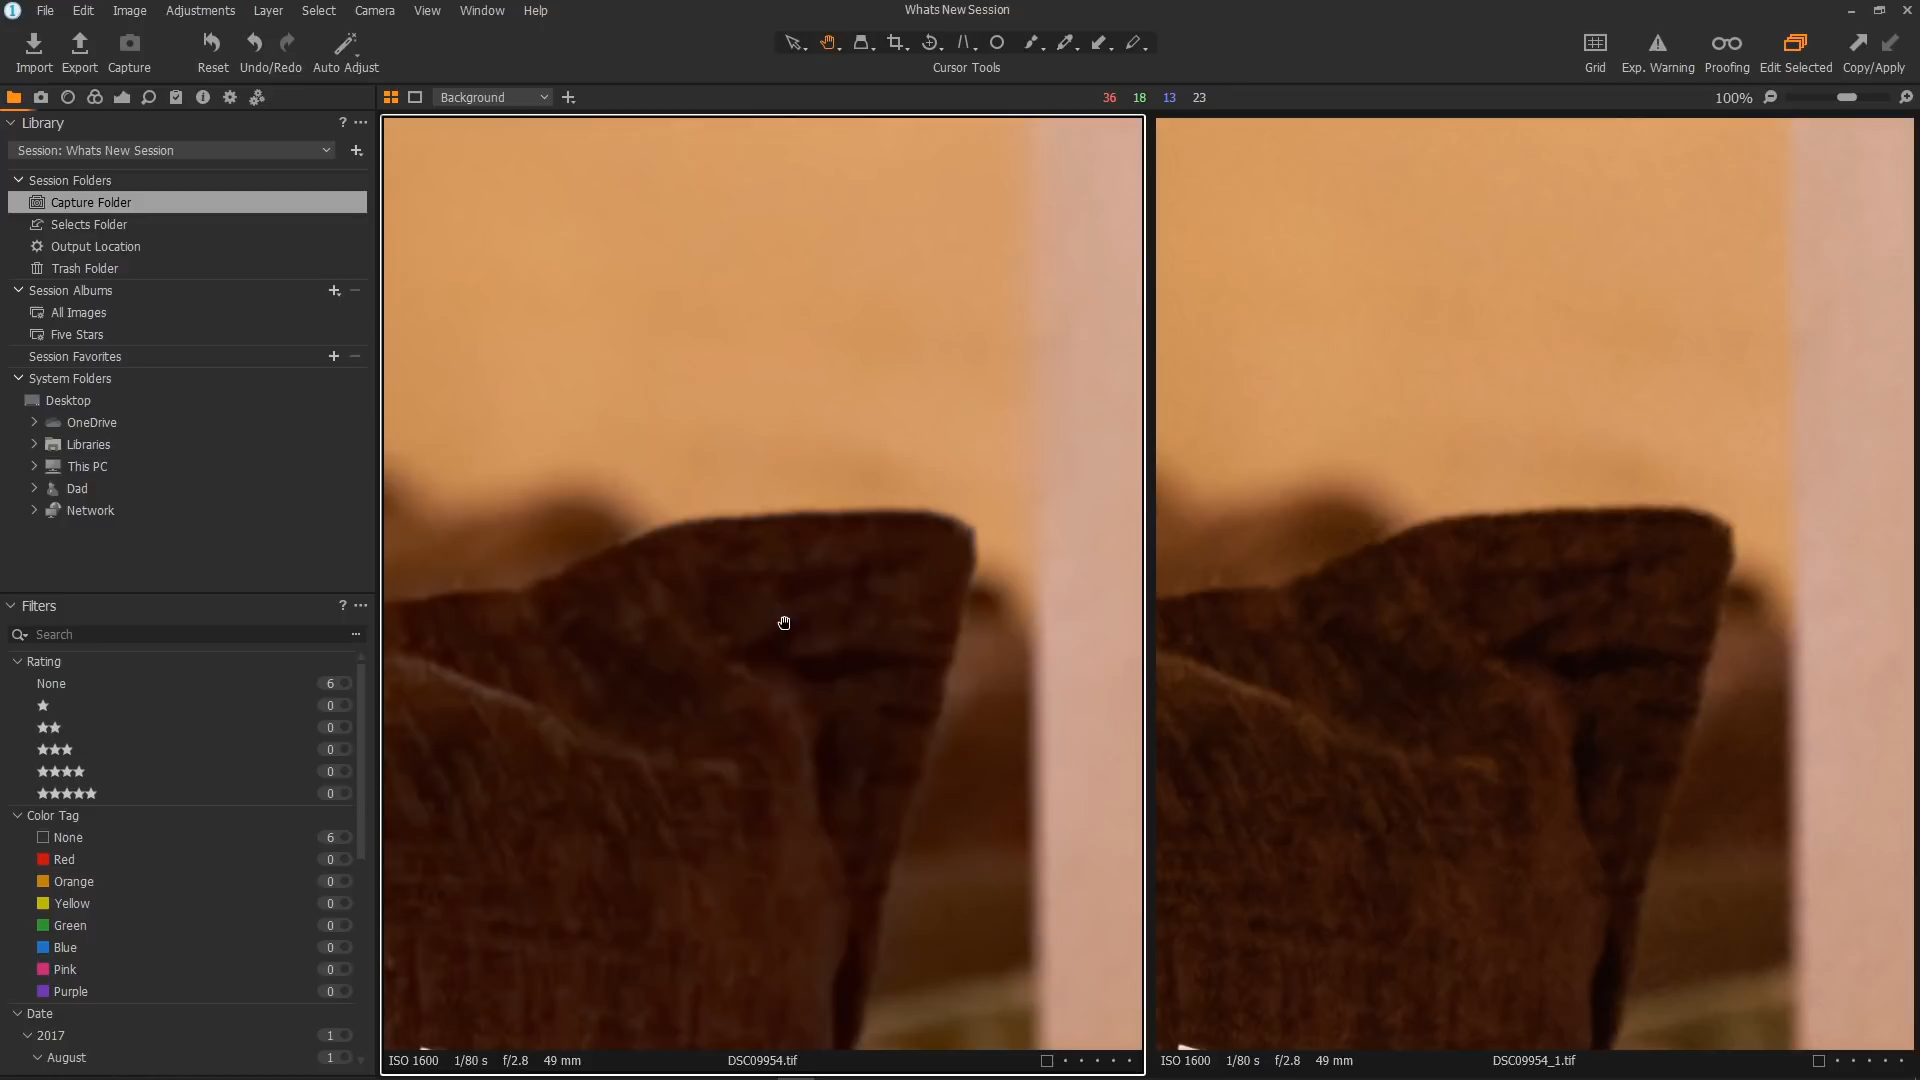 File Edit Image Adjustments Layer Select Camera View Window Help
Whats New Session
Import Export Capture Reset Undo/Redo Auto Adjust
Cursor Tools
Grid Exp. Warning Proofing Edit Selected Copy/Apply
Background
36 18 13 23
100%
Library ? ...
Session: Whats New Session
Session Folders
Capture Folder
Selects Folder
Output Location
Trash Folder
Session Albums
All Images
Five Stars
Session Favorites
System Folders
Desktop
OneDrive
Libraries
This PC
Dad
Network
Filters ? ...
Search
Rating
None 6
★ 0
★★ 0
★★★ 0
★★★★ 0
★★★★★ 0
Color Tag
None 6
Red 0
Orange 0
Yellow 0
Green 0
Blue 0
Pink 0
Purple 0
Date
2017 1
August 1
ISO 1600 1/80 s f/2.8 49 mm DSC09954.tif
ISO 1600 1/80 s f/2.8 49 mm DSC09954_1.tif